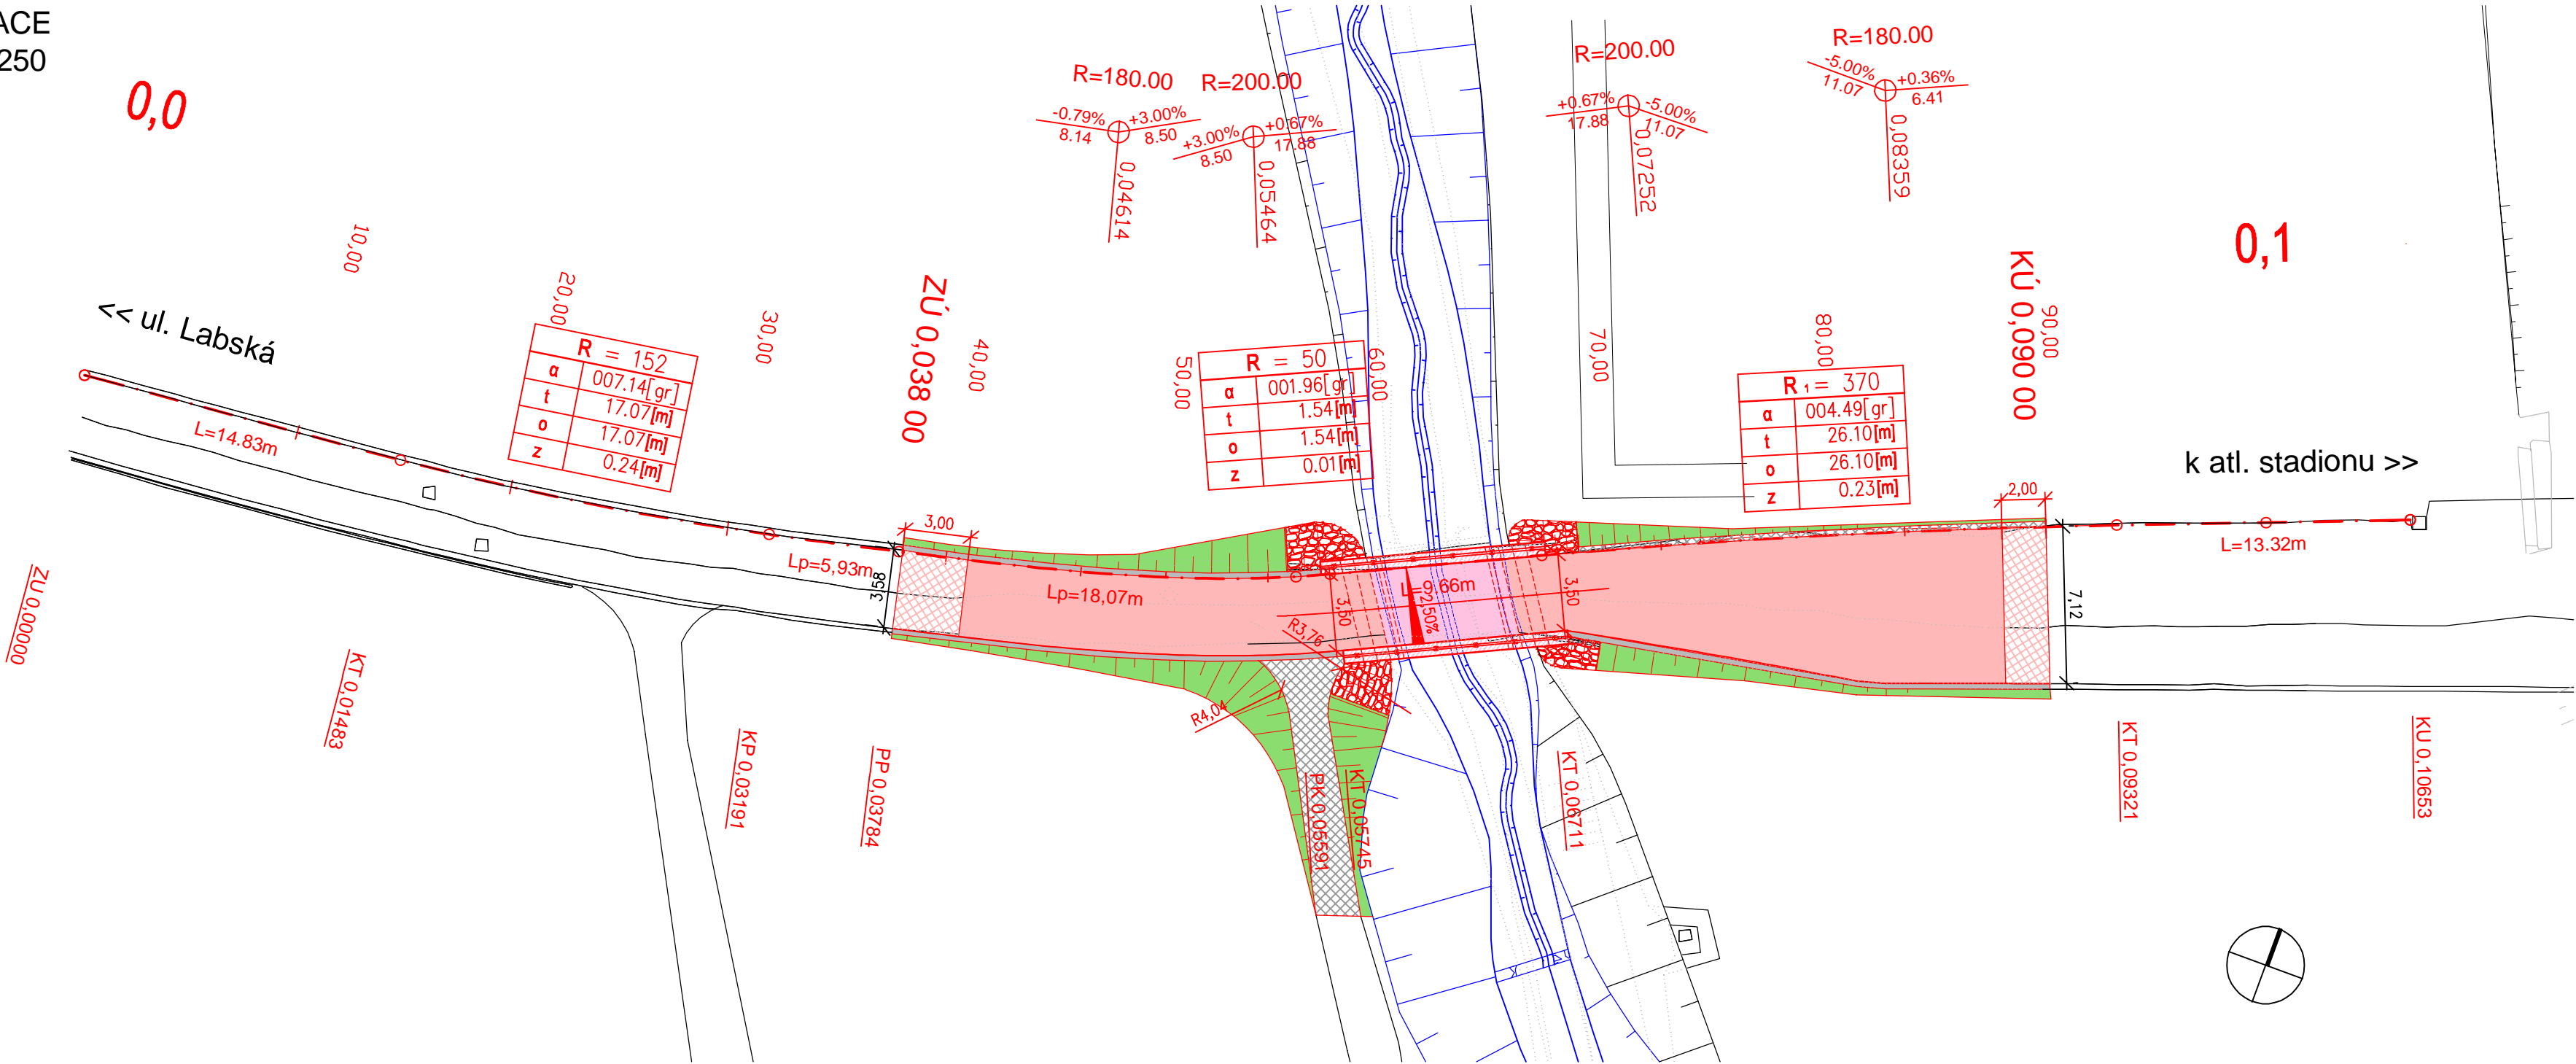 ACE
250
0,0
<< ul. Labská
10,00
20,00
30,00
40,00
50,00
60,00
70,00
80,00
90,00
0,1
k atl. stadionu >>
R=180.00
-0.79%
8.14
+3.00%
8.50
0,04614
R=200.00
+3.00%
8.50
+0.67%
17.88
0,05464
R=200.00
+0.67%
17.88
-5.00%
11.07
0,07252
R=180.00
-5.00%
11.07
+0.36%
6.41
0,08359
R = 152
α 007.14[gr]
t 17.07[m]
o 17.07[m]
z 0.24[m]
R = 50
α 001.96[gr]
t 1.54[m]
o 1.54[m]
z 0.01[m]
R 1 = 370
α 004.49[gr]
t 26.10[m]
o 26.10[m]
z 0.23[m]
ZÚ 0,038 00
KÚ 0,090 00
L=14.83m
Lp=5,93m
3,00
3,58
Lp=18,07m
3,50
R3,76
R4,04
L=9.66m
2,50%
3,50
2,00
7,12
L=13.32m
ZÚ 0,00000
KT 0,01483
KP 0,03191
PP 0,03784
PK 0,05591
KT 0,05745
KT 0,06711
KT 0,09321
KU 0,10653